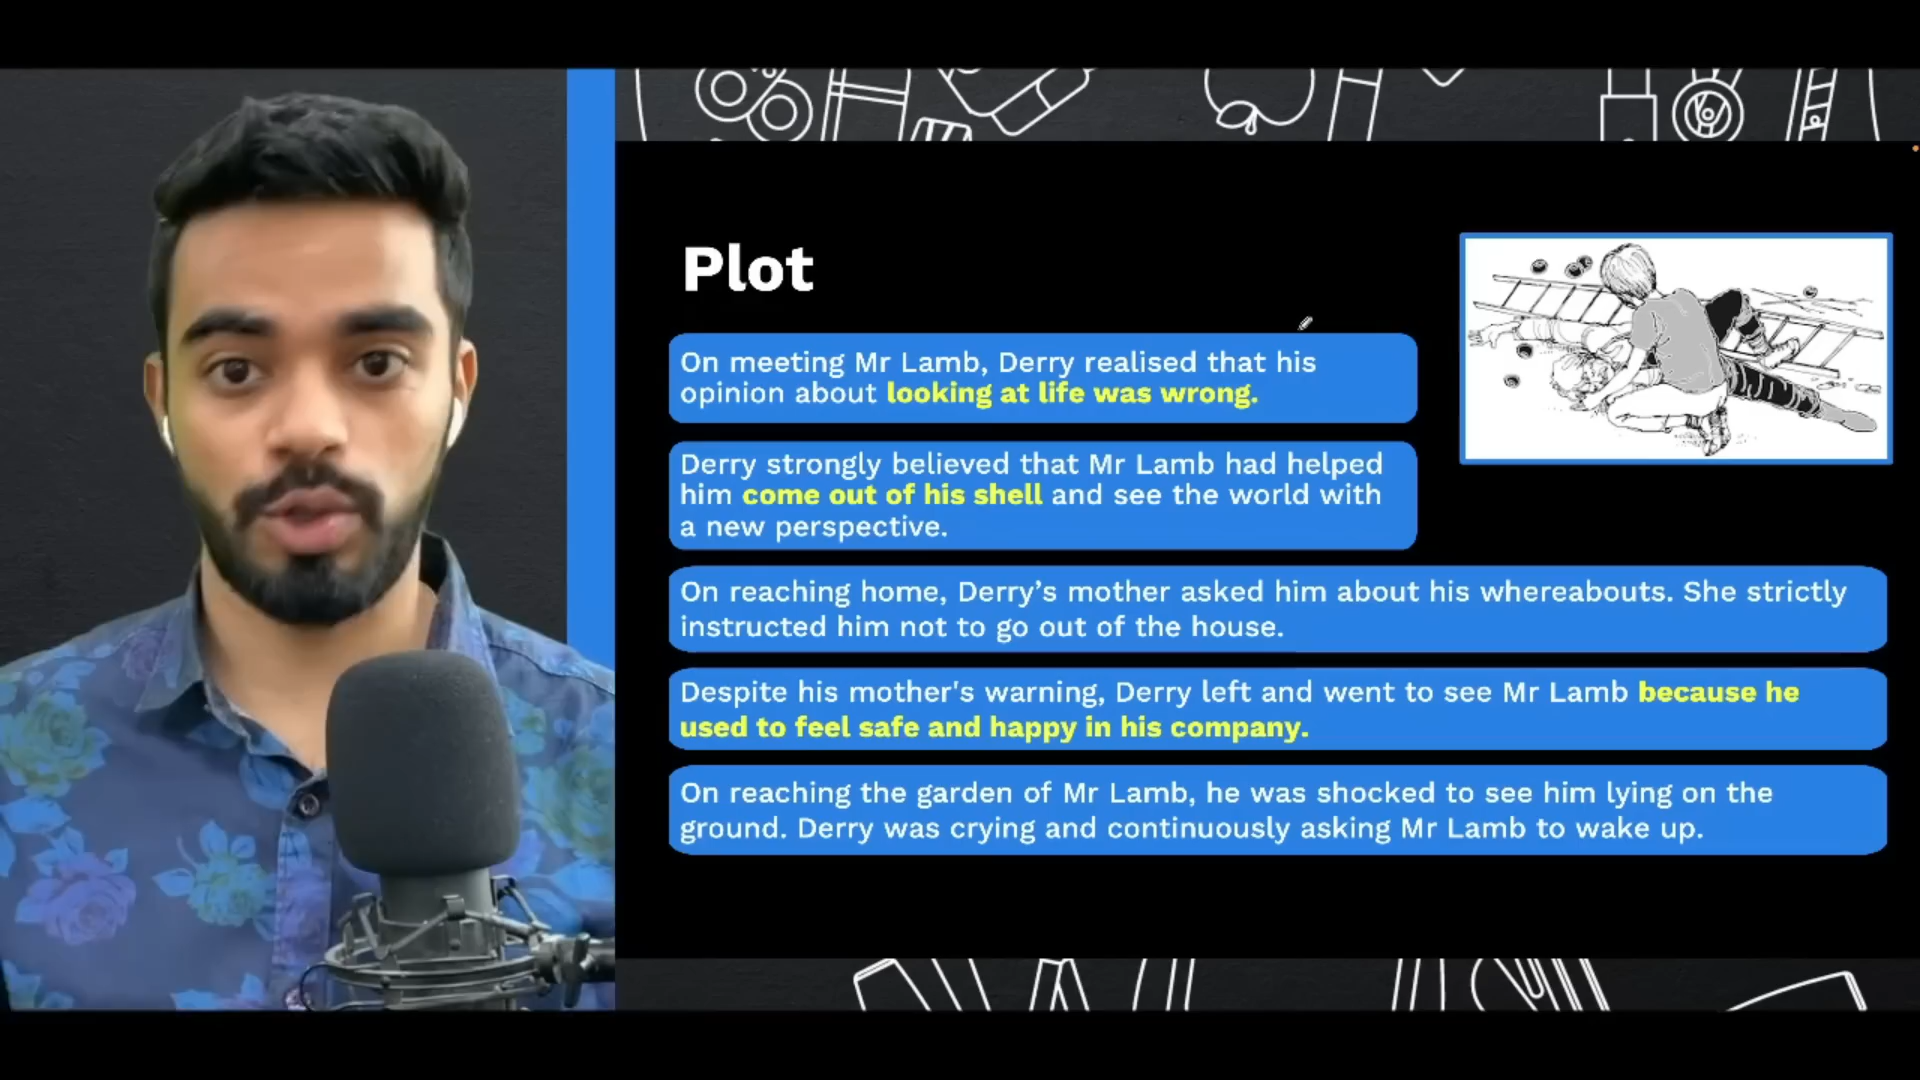 Plot
On meeting Mr Lamb, Derry realised that his
opinion about looking at life was wrong.
Derry strongly believed that Mr Lamb had helped
him come out of his shell and see the world with
a new perspective.
On reaching home, Derry’s mother asked him about his whereabouts. She strictly
instructed him not to go out of the house.
Despite his mother's warning, Derry left and went to see Mr Lamb because he
used to feel safe and happy in his company.
On reaching the garden of Mr Lamb, he was shocked to see him lying on the
ground. Derry was crying and continuously asking Mr Lamb to wake up.